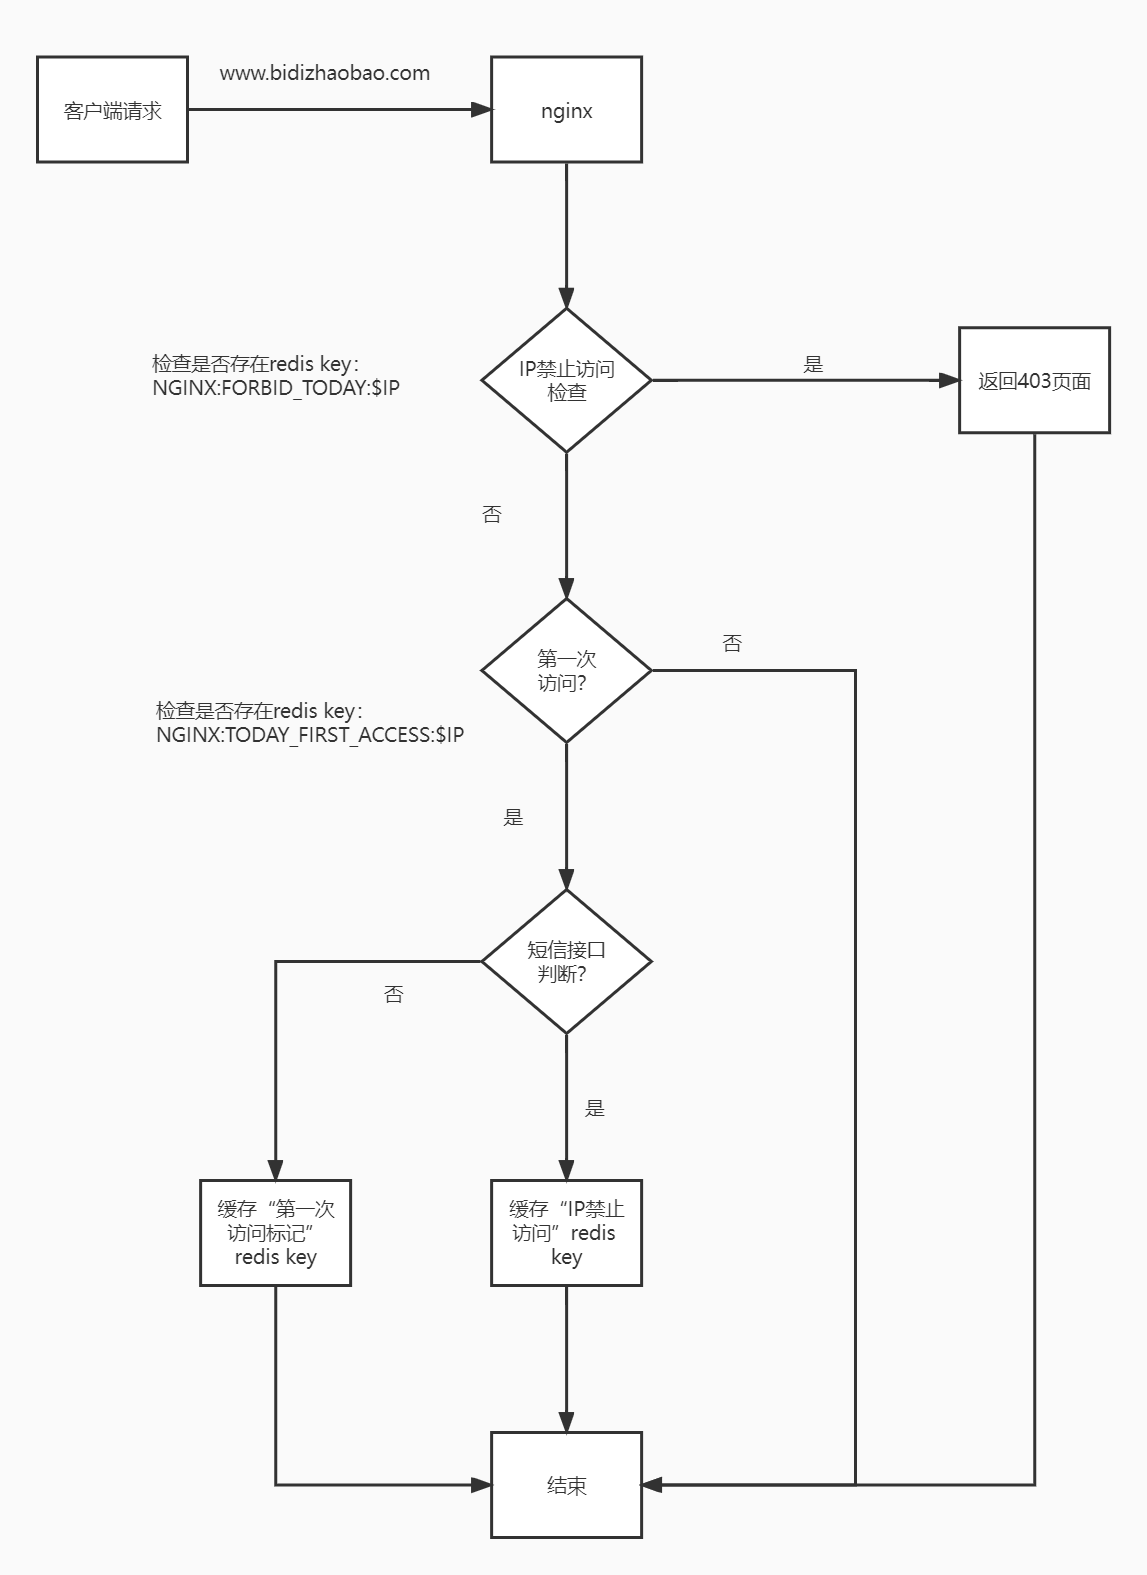 www.bidizhaobao.com
客户端请求
nginx
检查是否存在redis key：
NGINX:FORBID_TODAY:$IP
IP禁止访问
检查
是
返回403页面
否
第一次
访问？
否
检查是否存在redis key：
NGINX:TODAY_FIRST_ACCESS:$IP
是
短信接口
判断？
否
是
缓存“第一次
访问标记”
redis key
缓存“IP禁止
访问”redis
key
结束